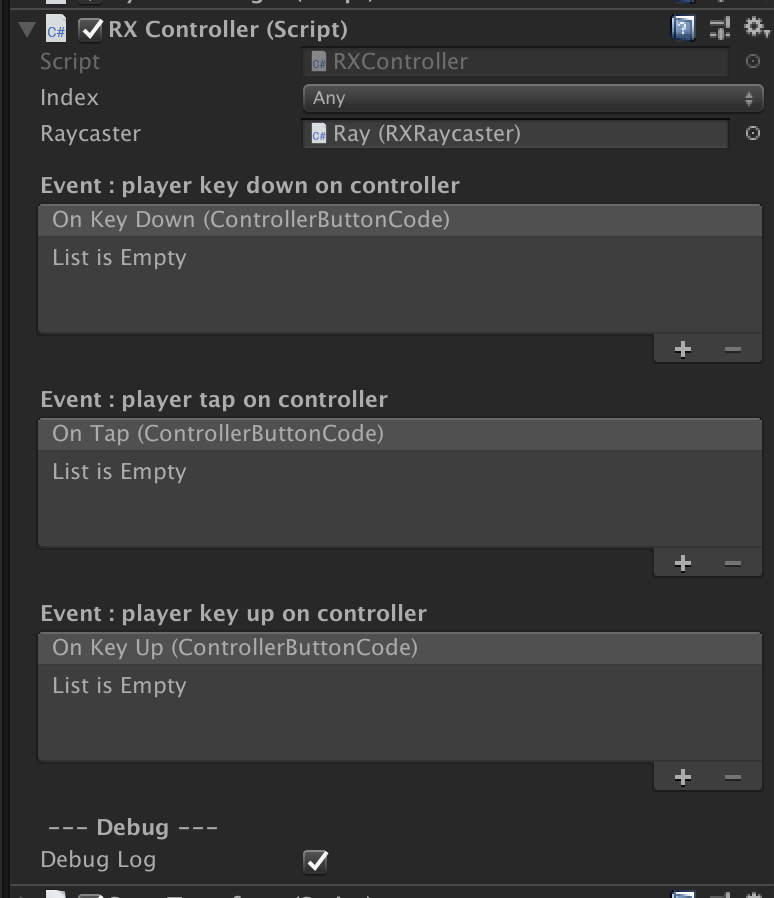 RX Controller (Script)
Script RXController
Index Any
Raycaster Ray (RXRaycaster)
Event : player key down on controller
On Key Down (ControllerButtonCode)
List is Empty
Event : player tap on controller
On Tap (ControllerButtonCode)
List is Empty
Event : player key up on controller
On Key Up (ControllerButtonCode)
List is Empty
--- Debug ---
Debug Log